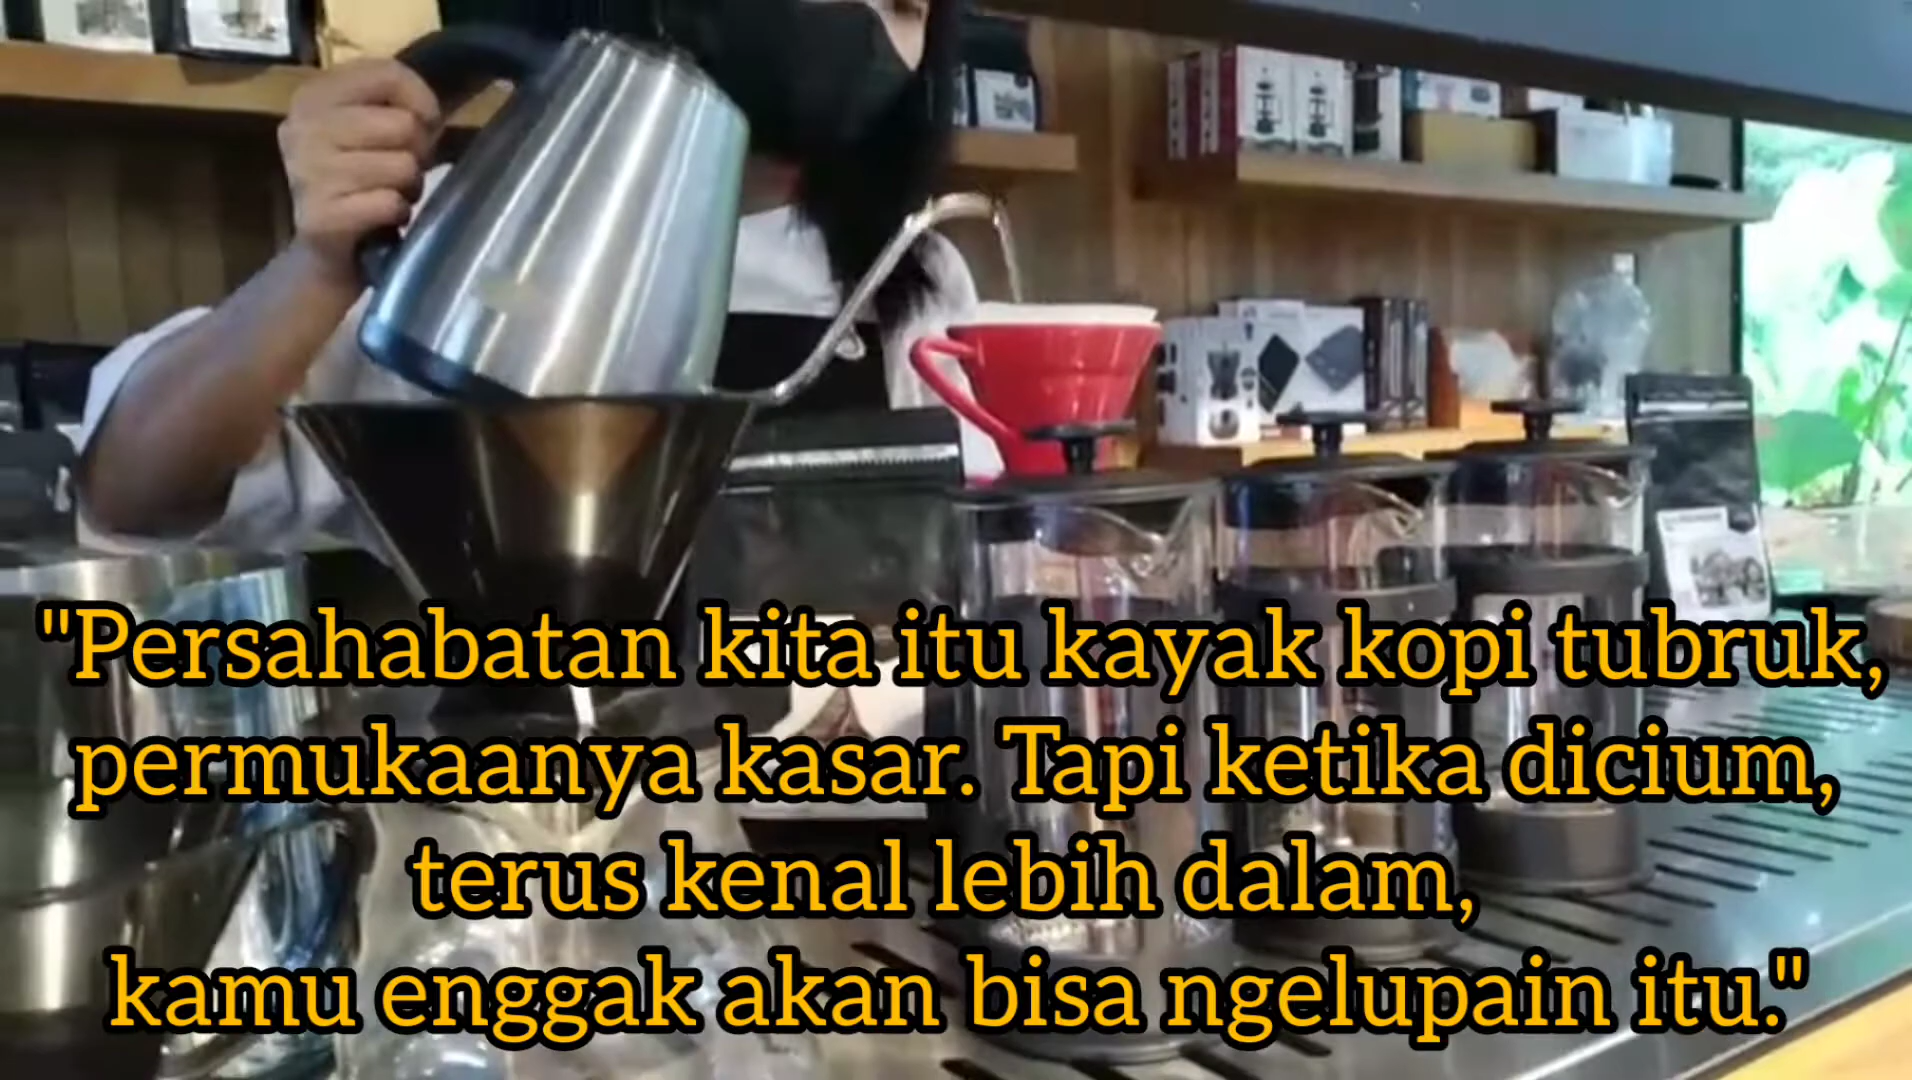 "Persahabatan kita itu kayak kopi tubruk,
permukaanya kasar. Tapi ketika dicium,
terus kenal lebih dalam,
kamu enggak akan bisa ngelupain itu."